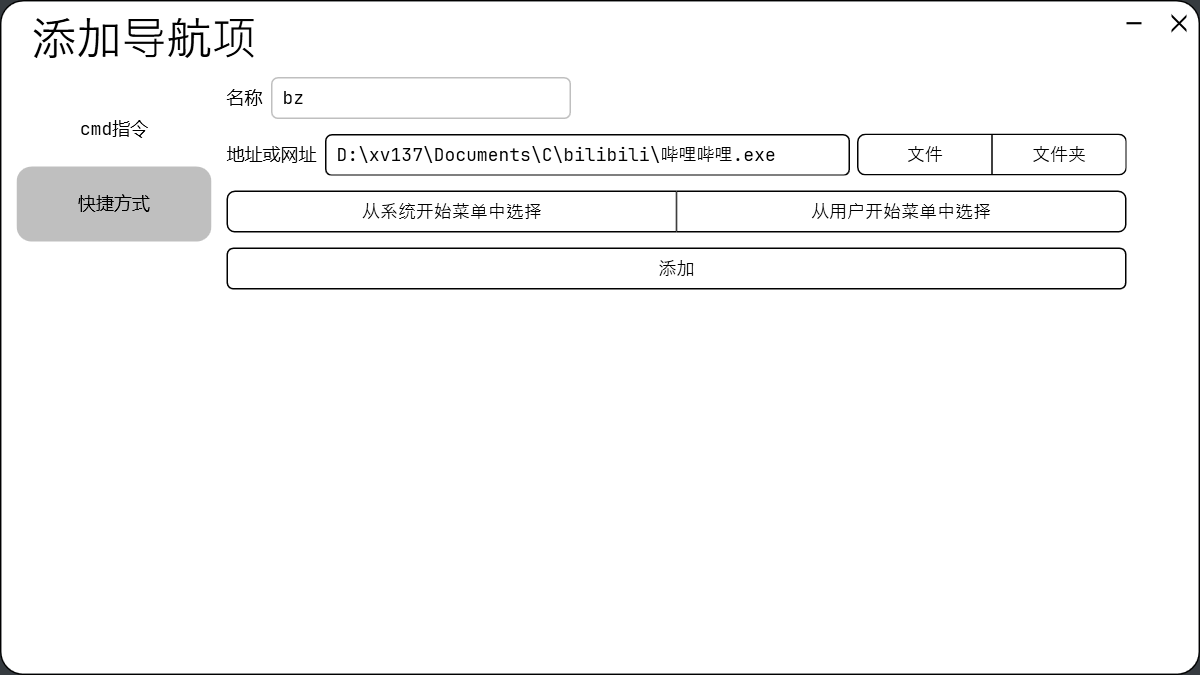 添加导航项
cmd指令
快捷方式
名称 bz
地址或网址 D:\xv137\Documents\C\bilibili\哔哩哔哩.exe 文件 文件夹
从系统开始菜单中选择 从用户开始菜单中选择
添加